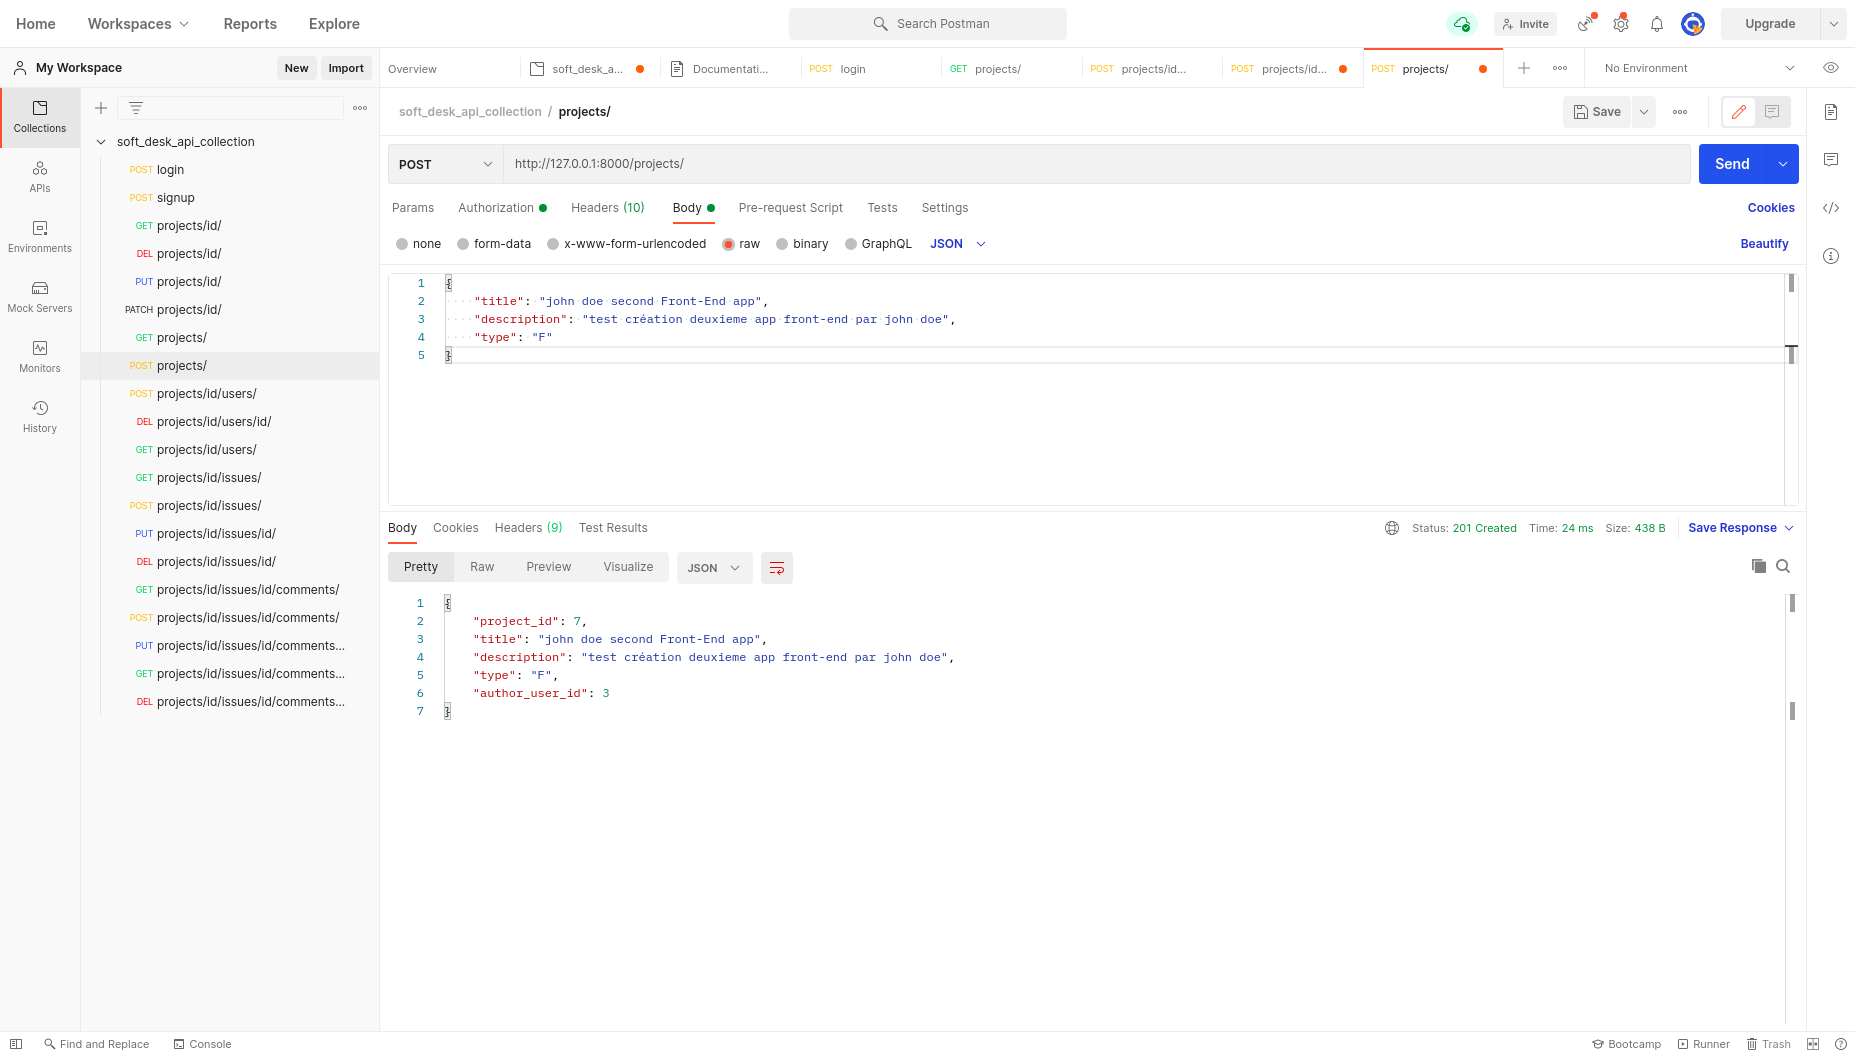 Home Workspaces Reports Explore Search Postman Invite Upgrade
My Workspace New Import
Overview soft_desk_a... Documentati... POST login GET projects/ POST projects/id... POST projects/id... POST projects/ No Environment
Collections
APIs
Environments
Mock Servers
Monitors
History
soft_desk_api_collection
POST login
POST signup
GET projects/id/
DEL projects/id/
PUT projects/id/
PATCH projects/id/
GET projects/
POST projects/
POST projects/id/users/
DEL projects/id/users/id/
GET projects/id/users/
GET projects/id/issues/
POST projects/id/issues/
PUT projects/id/issues/id/
DEL projects/id/issues/id/
GET projects/id/issues/id/comments/
POST projects/id/issues/id/comments/
PUT projects/id/issues/id/comments...
GET projects/id/issues/id/comments...
DEL projects/id/issues/id/comments...
soft_desk_api_collection / projects/ Save
POST http://127.0.0.1:8000/projects/ Send
Params Authorization Headers (10) Body Pre-request Script Tests Settings Cookies
none form-data x-www-form-urlencoded raw binary GraphQL JSON Beautify
1 {
2 "title": "john doe second Front-End app",
3 "description": "test création deuxieme app front-end par john doe",
4 "type": "F"
5 }
Body Cookies Headers (9) Test Results Status: 201 Created Time: 24 ms Size: 438 B Save Response
Pretty Raw Preview Visualize JSON
1 {
2 "project_id": 7,
3 "title": "john doe second Front-End app",
4 "description": "test création deuxieme app front-end par john doe",
5 "type": "F",
6 "author_user_id": 3
7 }
Find and Replace Console Bootcamp Runner Trash